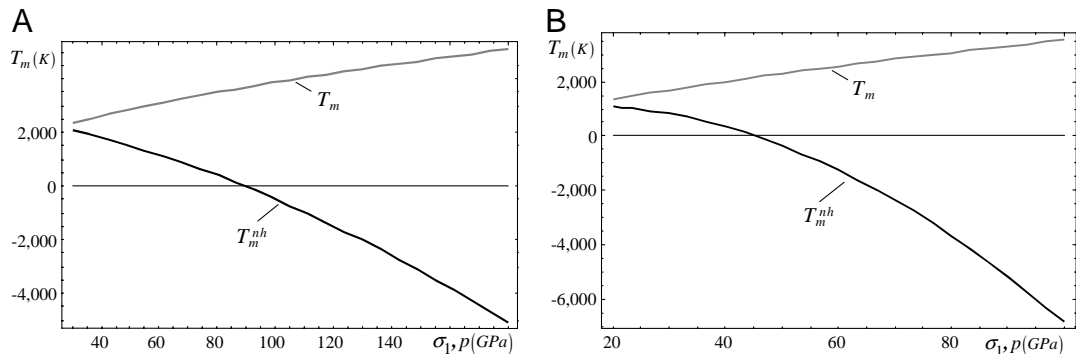 A
T_m(K)
2,000
0
-2,000
-4,000
T_m
T_m^nh
40
60
80
100
120
140
σ_1, p(GPa)
B
T_m(K)
2,000
0
-2,000
-4,000
-6,000
T_m
T_m^nh
20
40
60
80
σ_1, p(GPa)